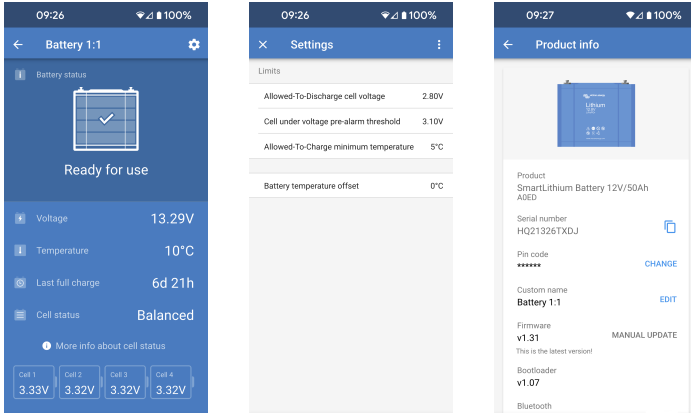 09:26
100%
Battery 1:1
Battery status
Ready for use
Voltage
13.29V
Temperature
10°C
Last full charge
6d 21h
Cell status
Balanced
More info about cell status
Cell 1
3.33V
Cell 2
3.32V
Cell 3
3.32V
Cell 4
3.32V
09:26
100%
Settings
Limits
Allowed-To-Discharge cell voltage
2.80V
Cell under voltage pre-alarm threshold
3.10V
Allowed-To-Charge minimum temperature
5°C
Battery temperature offset
0°C
09:27
100%
Product info
Lithium
Product
SmartLithium Battery 12V/50Ah
A0ED
Serial number
HQ21326TXDJ
Pin code
******
CHANGE
Custom name
Battery 1:1
EDIT
Firmware
v1.31
MANUAL UPDATE
This is the latest version!
Bootloader
v1.07
Bluetooth